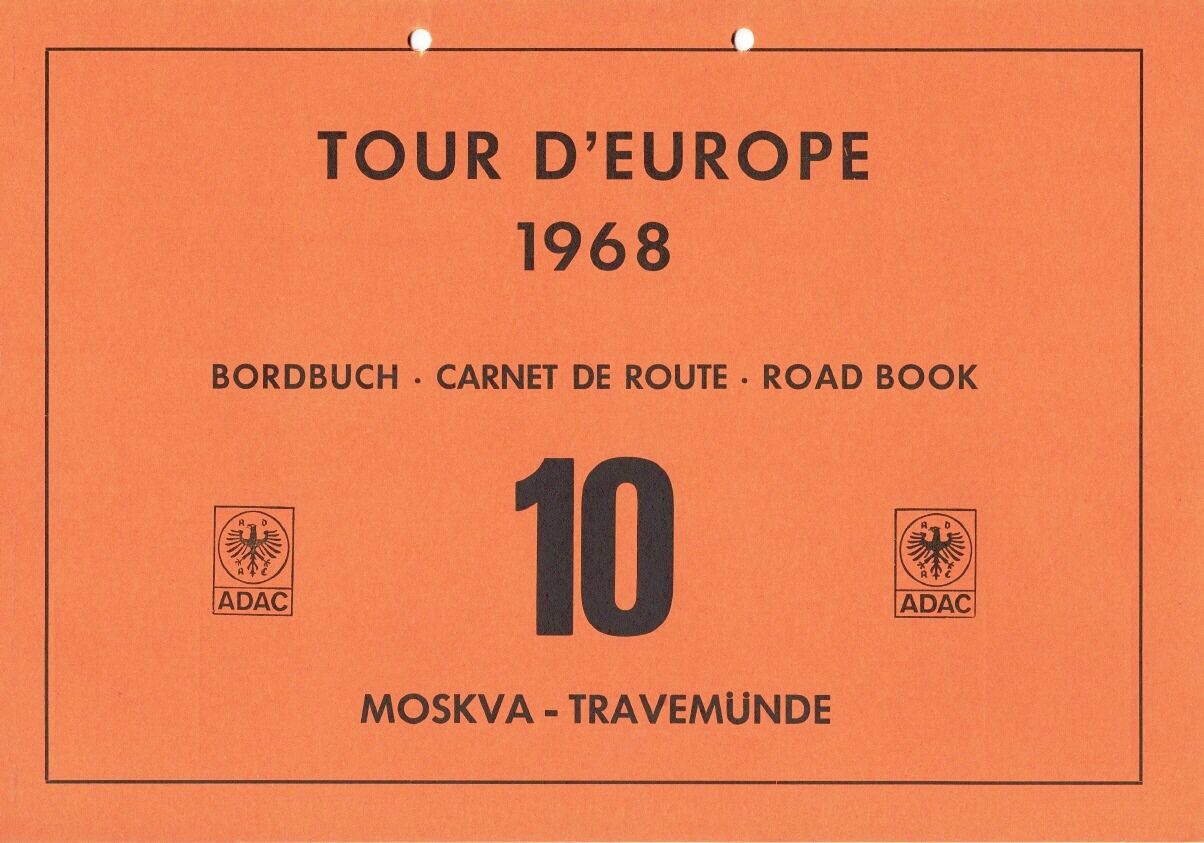 TOUR D'EUROPE
1968
BORDBUCH · CARNET DE ROUTE · ROAD BOOK
10
A D
A C
ADAC
A D
A C
ADAC
MOSKVA - TRAVEMÜNDE